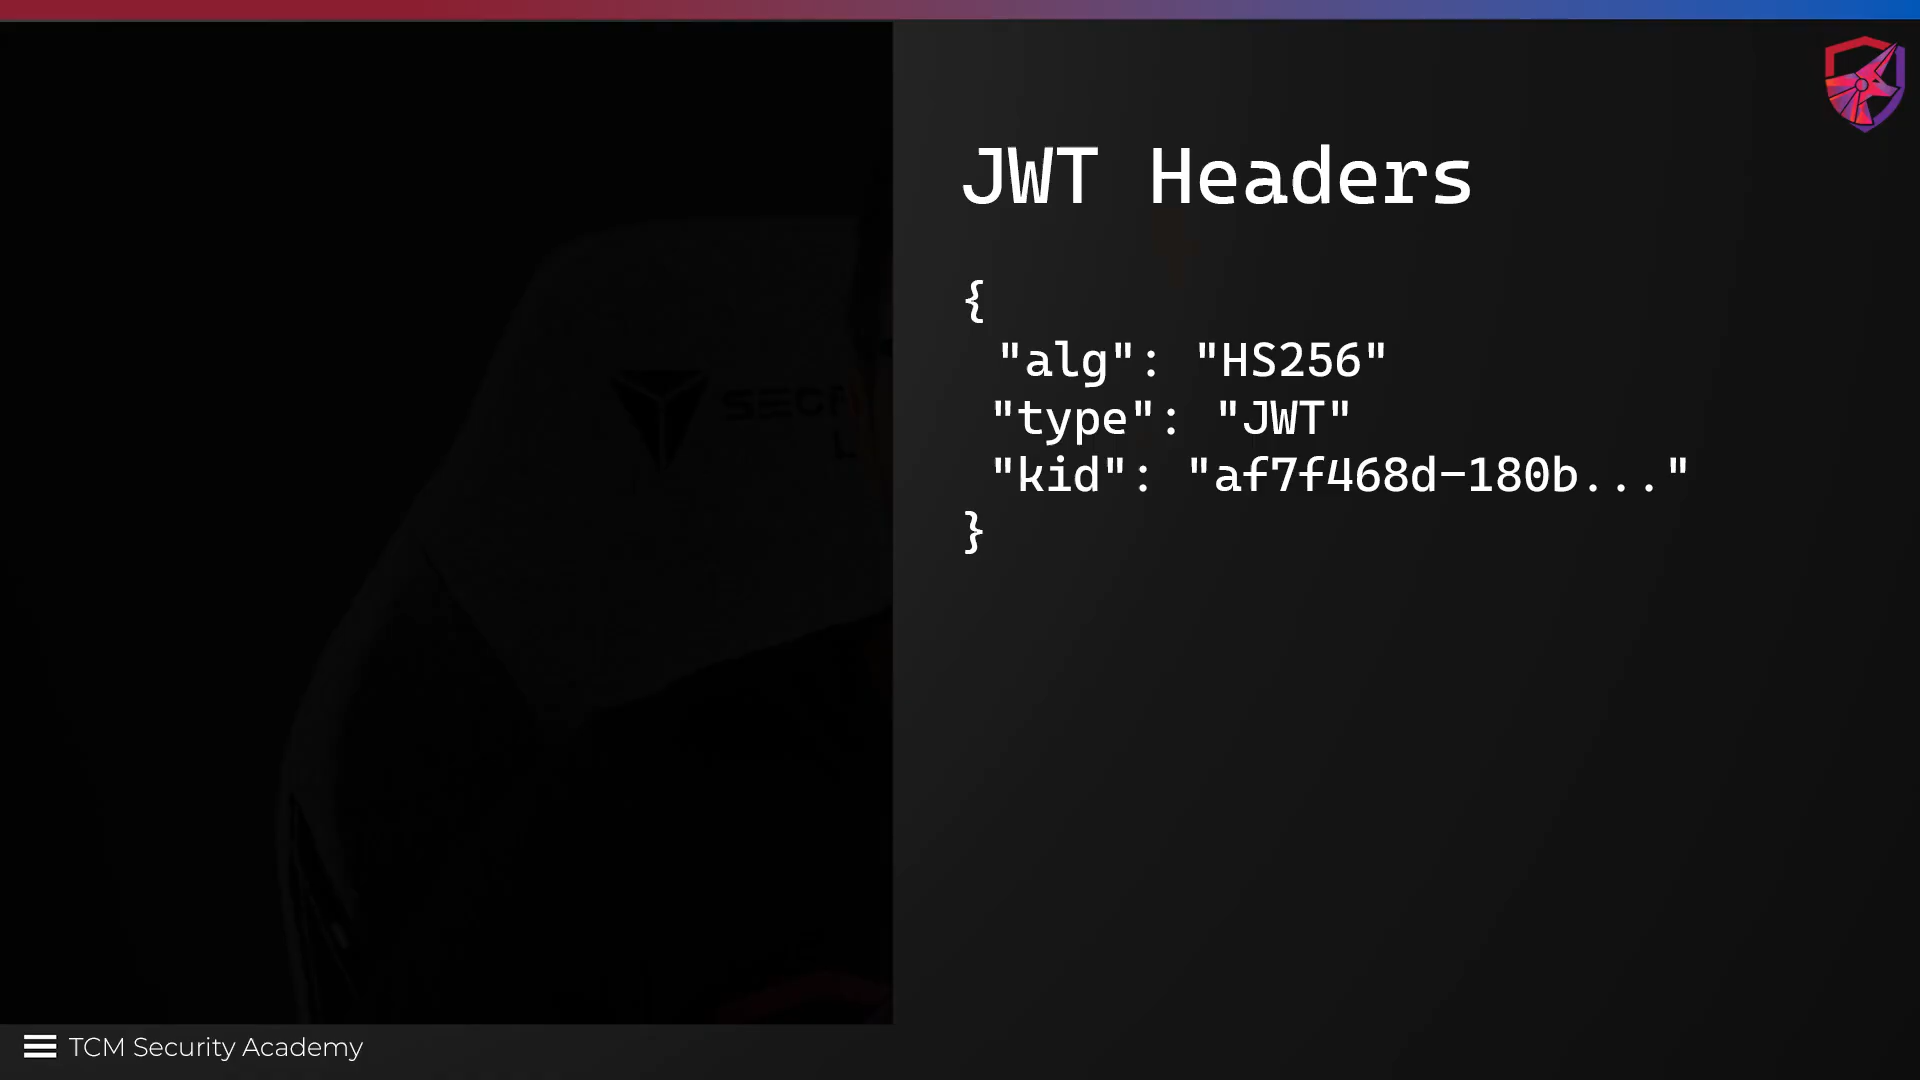 JWT Headers
{
"alg": "HS256"
"type": "JWT"
"kid": "af7f468d-180b..."
}
TCM Security Academy